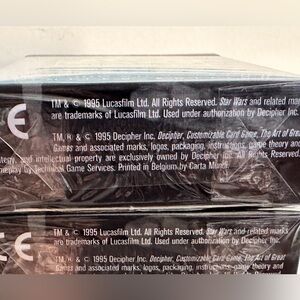 TM & © 1995 Lucasfilm Ltd. All Rights Reserved. Star Wars and related mark
are trademarks of Lucasfilm Ltd. Used under authorization by Decipher Inc.
CE
TM, ® & © 1995 Decipher Inc. Decipher, Customizable Card Game, The Art of Great
Games and associated marks, logos, packaging, instructions, game theory and
and intellectual property are exclusively owned by Decipher Inc. All Rights Reserved.
by Technical Game Services. Printed in Belgium by Carta Mundi.
TM & © 1995 Lucasfilm Ltd. All Rights Reserved. Star Wars and related marks
are trademarks of Lucasfilm Ltd. Used under authorization by Decipher Inc.
CE
TM, ® & © 1995 Decipher Inc. Decipher, Customizable Card Game, The Art of Great
Games and associated marks, logos, packaging, instructions, game theory and